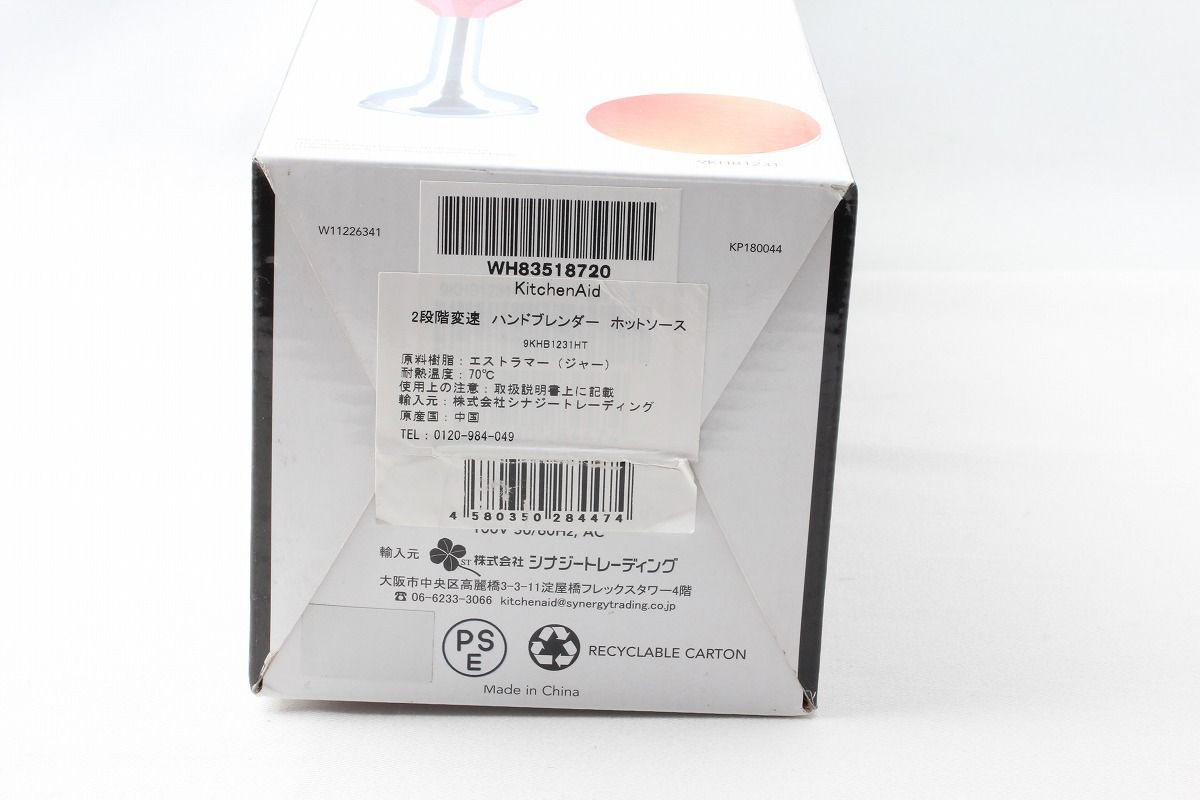 9KHB1231
W11226341
KP180044
WH83518720
KitchenAid
2段階変速 ハンドブレンダー ホットソース
9KHB1231HT
原料樹脂：エストラマー（ジャー）
耐熱温度：70℃
使用上の注意：取扱説明書上に記載
輸入元：株式会社シナジートレーディング
原産国：中国
TEL：0120-984-049
4 580350 284474
100V 50/60Hz, AC
輸入元 ST 株式会社 シナジートレーディング
大阪市中央区高麗橋3-3-11淀屋橋フレックスタワー4階
☎ 06-6233-3066 kitchenaid@synergytrading.co.jp
PS
E
RECYCLABLE CARTON
Made in China